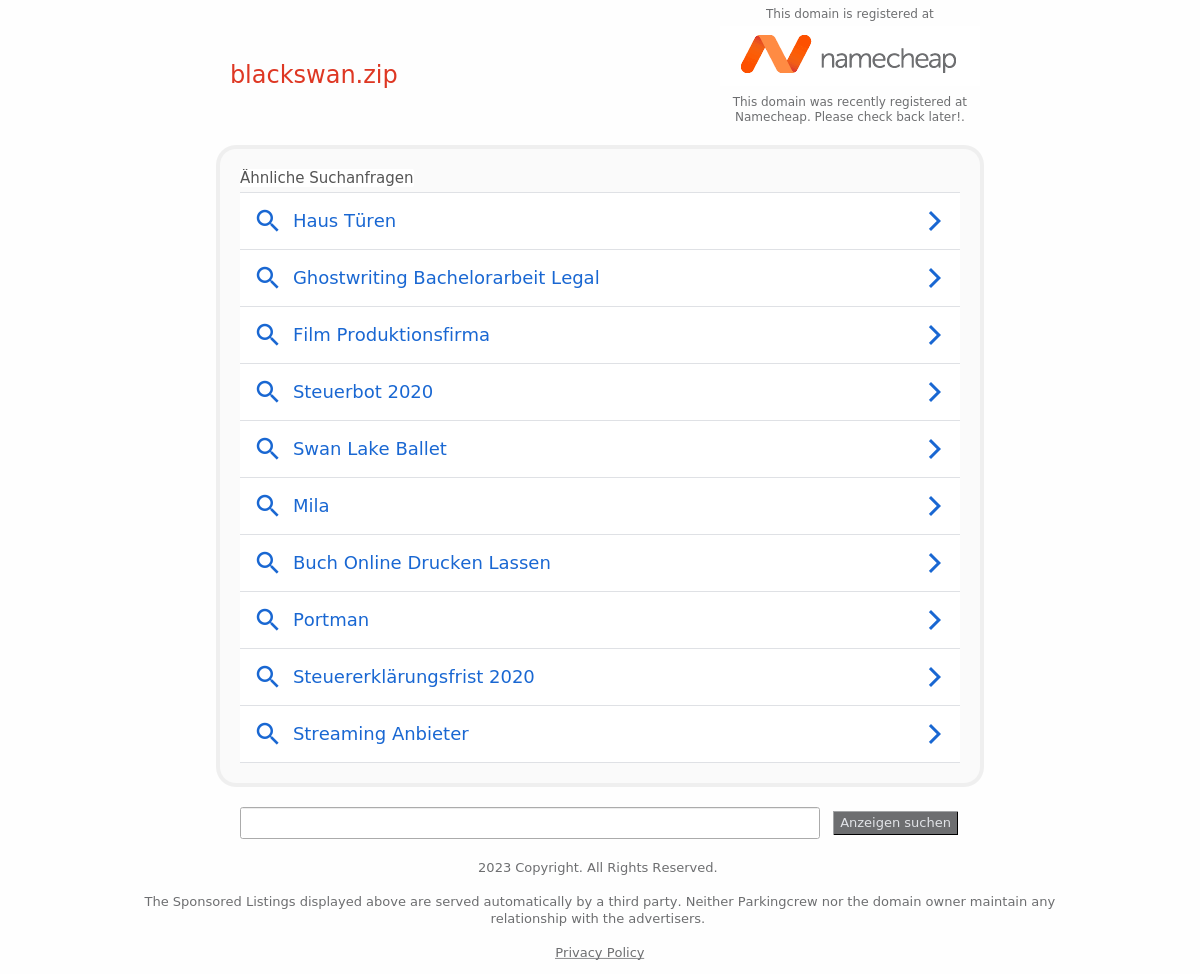 This domain is registered at
namecheap
blackswan.zip
This domain was recently registered at
Namecheap. Please check back later!.
Ähnliche Suchanfragen
Haus Türen
Ghostwriting Bachelorarbeit Legal
Film Produktionsfirma
Steuerbot 2020
Swan Lake Ballet
Mila
Buch Online Drucken Lassen
Portman
Steuererklärungsfrist 2020
Streaming Anbieter
Anzeigen suchen
2023 Copyright. All Rights Reserved.
The Sponsored Listings displayed above are served automatically by a third party. Neither Parkingcrew nor the domain owner maintain any
relationship with the advertisers.
Privacy Policy